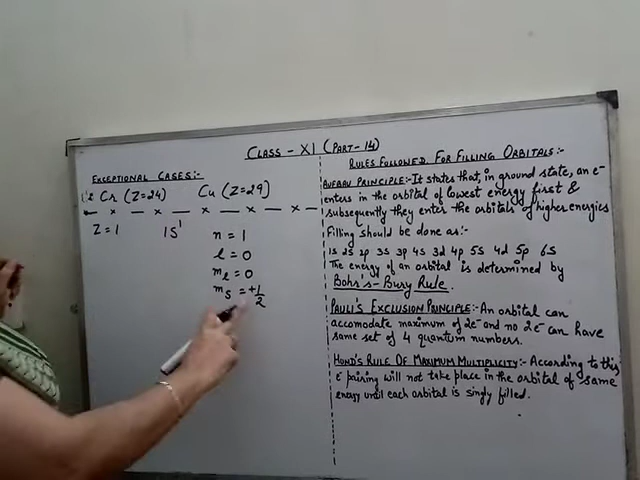 CLASS - XI (PART-14)
EXCEPTIONAL CASES:-
Cr (Z=24) Cu (Z=29)
Z=1 1S¹
n = 1
l = 0
mₗ = 0
mₛ = +1/2
RULES FOLLOWED FOR FILLING ORBITALS:
AUFBAU PRINCIPLE:- It states that, in ground state, an e⁻
enters in the orbital of lowest energy first &
subsequently they enter the orbitals of higher energies
Filling should be done as:-
1s 2s 2p 3s 3p 4s 3d 4p 5s 4d 5p 6s
The energy of an orbital is determined by
Bohr's-Bury Rule.
PAULI'S EXCLUSION PRINCIPLE:- An orbital can
accomodate maximum of 2e⁻ and no 2e⁻ can have
same set of 4 quantum numbers.
HUND'S RULE OF MAXIMUM MULTIPLICITY:- According to this
e⁻ pairing will not take place in the orbital of same
energy until each orbital is singly filled.